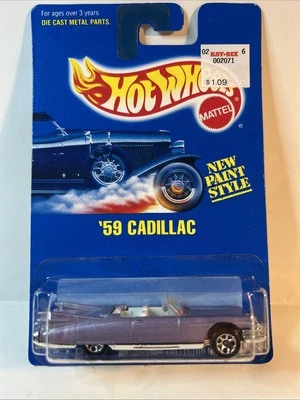 For ages over 3 years.
DIE CAST METAL PARTS.
02 KAY-BEE 6
002071
$1.09
HOT WHEELS
MATTEL
NEW
PAINT
STYLE
'59 CADILLAC